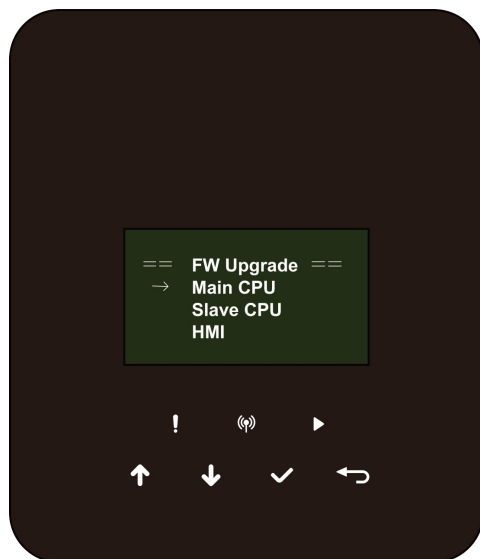 == FW Upgrade ==
→ Main CPU
Slave CPU
HMI